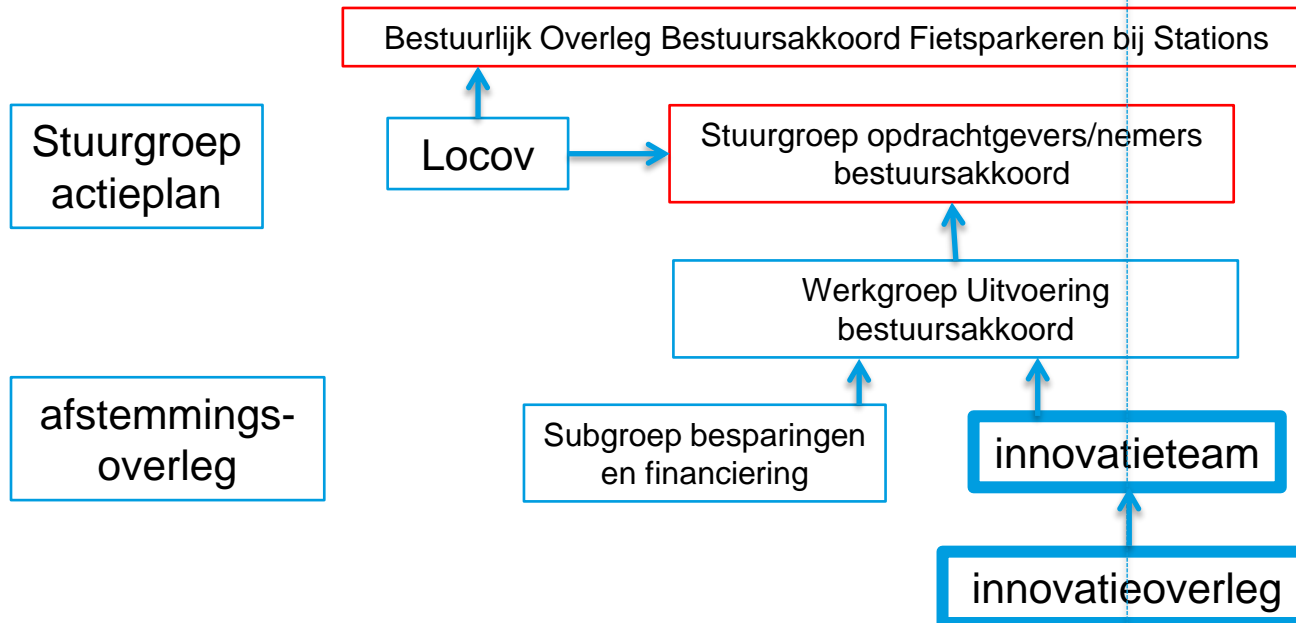 Bestuurlijk Overleg Bestuursakkoord Fietsparkeren bij Stations
Stuurgroep
actieplan
Locov
Stuurgroep opdrachtgevers/nemers
bestuursakkoord
Werkgroep Uitvoering
bestuursakkoord
afstemmings-
overleg
Subgroep besparingen
en financiering
innovatieteam
innovatieoverleg